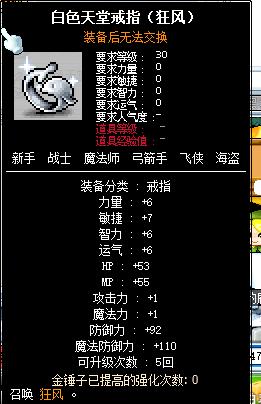 白色天堂戒指（狂风）
装备后无法交换
要求等级： 30
要求力量： 0
要求敏捷： 0
要求智力： 0
要求运气： 0
要求人气度：-
道具等级： -
道具经验值：-
新手 战士 魔法师 弓箭手 飞侠 海盗
装备分类：戒指
力量：+6
敏捷：+7
智力：+6
运气：+6
HP：+53
MP：+55
攻击力：+1
魔法力：+1
防御力：+92
魔法防御力：+110
可升级次数：5回
金锤子已提高的强化次数：0
召唤 狂风 。